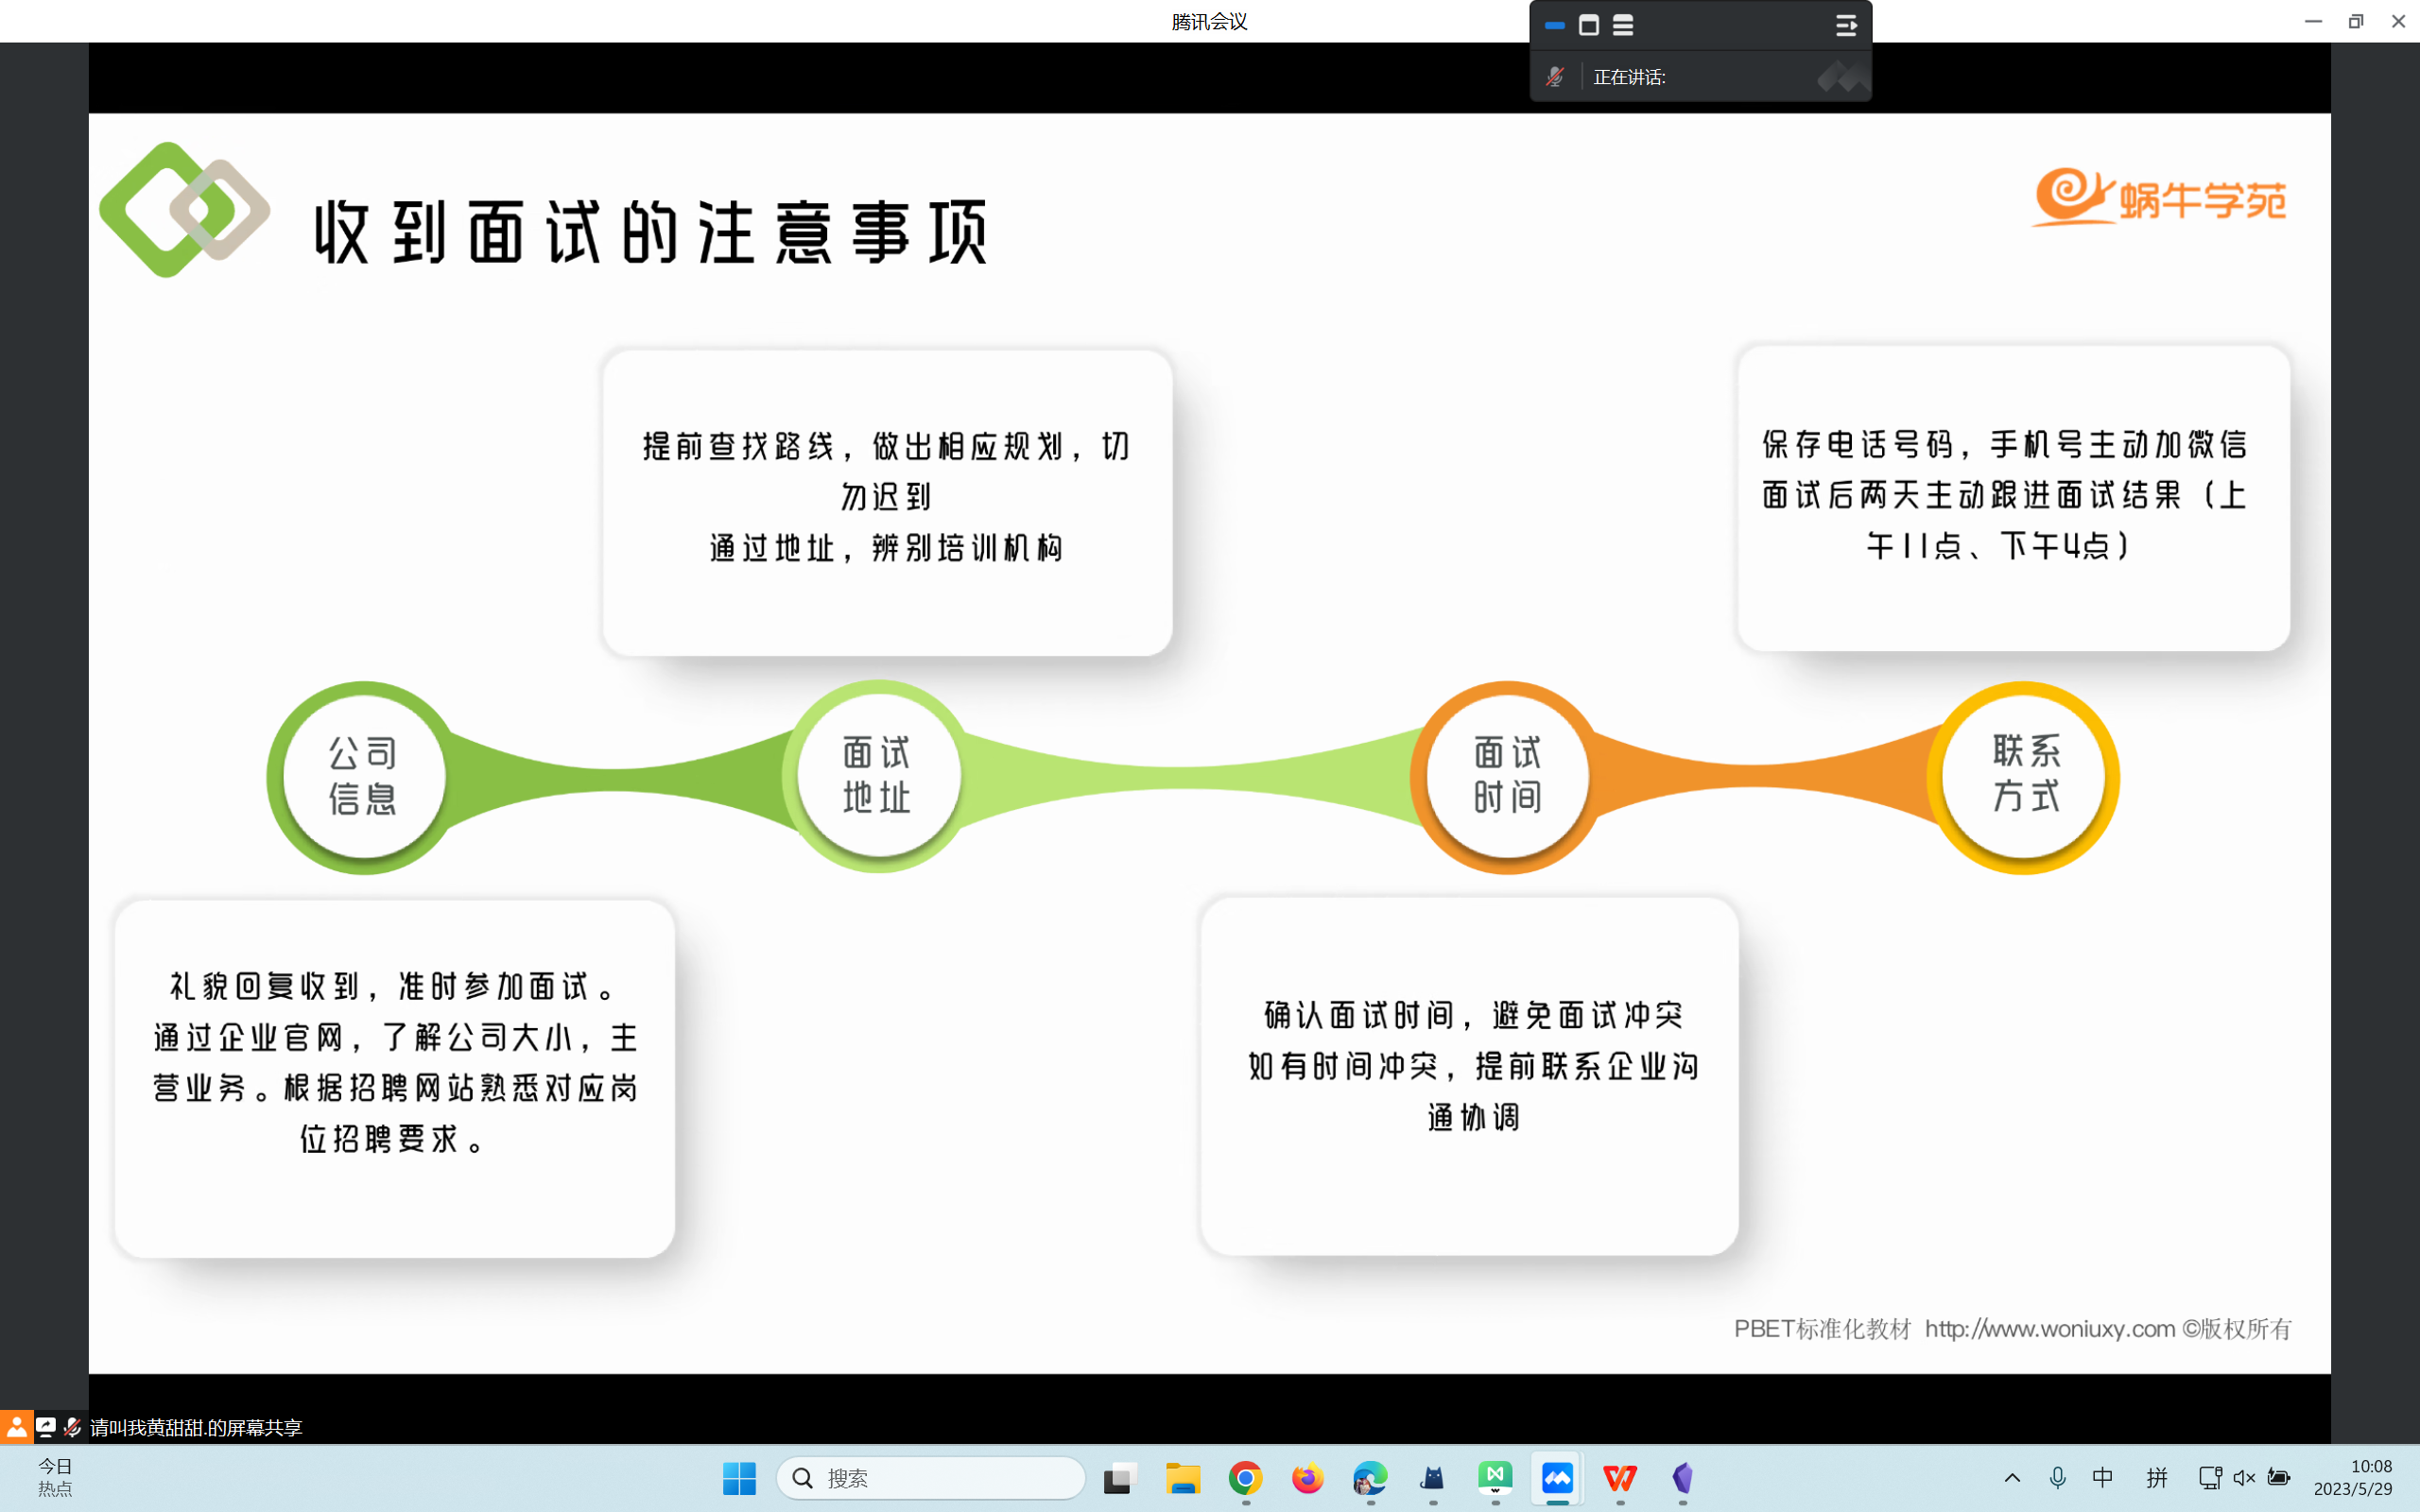 腾讯会议
正在讲话:
收到面试的注意事项
蜗牛学苑
提前查找路线，做出相应规划，切
勿迟到
通过地址，辨别培训机构
保存电话号码，手机号主动加微信
面试后两天主动跟进面试结果（上
午11点、下午4点）
公司
信息
面试
地址
面试
时间
联系
方式
礼貌回复收到，准时参加面试。
通过企业官网，了解公司大小，主
营业务。根据招聘网站熟悉对应岗
位招聘要求。
确认面试时间，避免面试冲突
如有时间冲突，提前联系企业沟
通协调
PBET标准化教材 http://www.woniuxy.com ©版权所有
请叫我黄甜甜.的屏幕共享
今日
热点
搜索
中
拼
10:08
2023/5/29